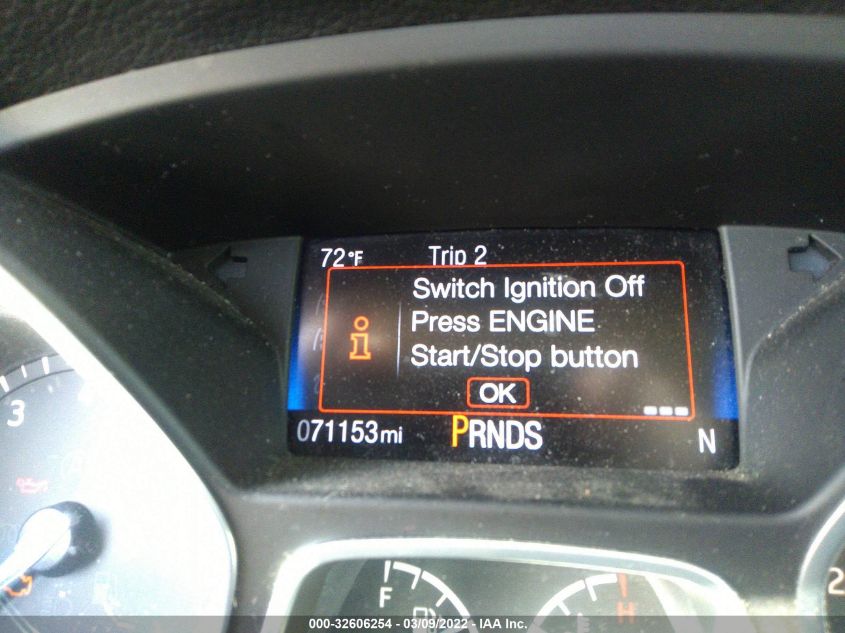 72°F Trip 2
Switch Ignition Off
Press ENGINE
Start/Stop button
OK
071153mi PRNDS N
3
F
H
2
000-32606254 - 03/09/2022 - © IAA Inc.